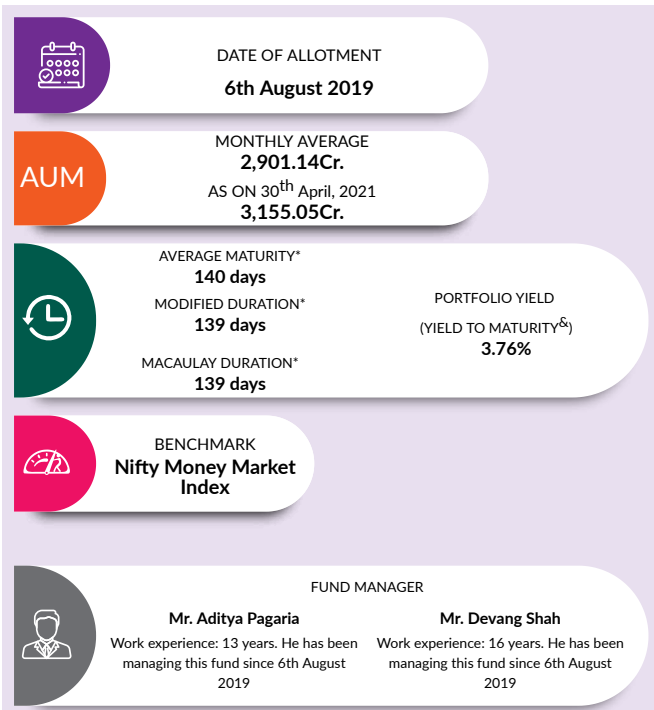 DATE OF ALLOTMENT
6th August 2019
AUM
MONTHLY AVERAGE
2,901.14Cr.
AS ON 30th April, 2021
3,155.05Cr.
AVERAGE MATURITY*
140 days
MODIFIED DURATION*
139 days
MACAULAY DURATION*
139 days
PORTFOLIO YIELD
(YIELD TO MATURITY&)
3.76%
BENCHMARK
Nifty Money Market
Index
FUND MANAGER
Mr. Aditya Pagaria
Work experience: 13 years. He has been
managing this fund since 6th August
2019
Mr. Devang Shah
Work experience: 16 years. He has been
managing this fund since 6th August
2019